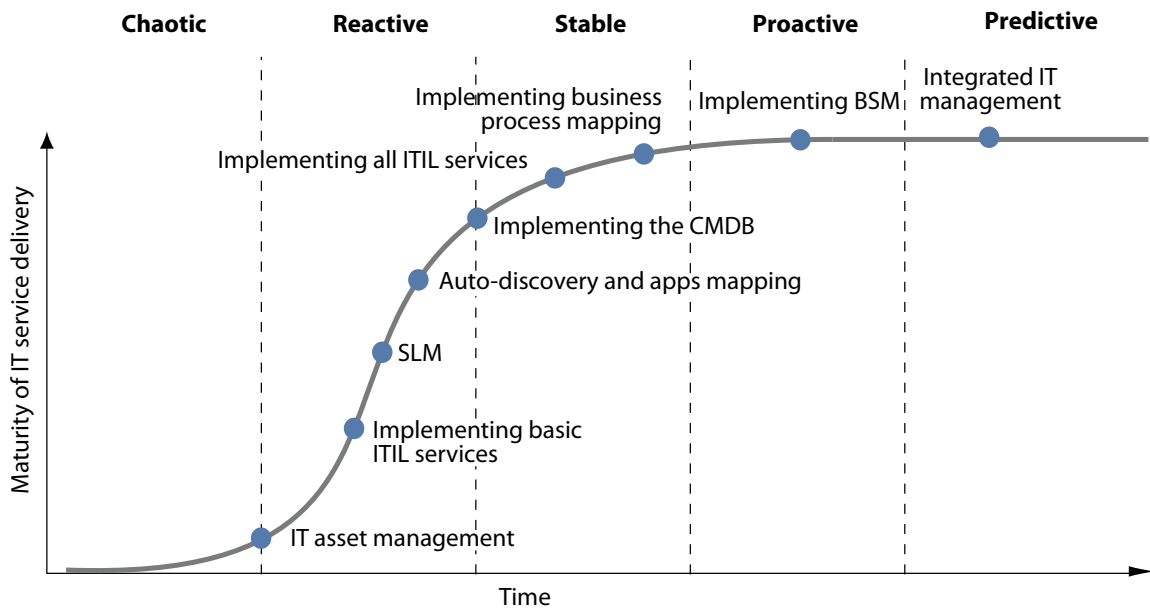 Chaotic
Reactive
Stable
Proactive
Predictive
Integrated IT
management
Implementing BSM
Implementing business
process mapping
Implementing all ITIL services
Implementing the CMDB
Auto-discovery and apps mapping
SLM
Implementing basic
ITIL services
IT asset management
Maturity of IT service delivery
Time